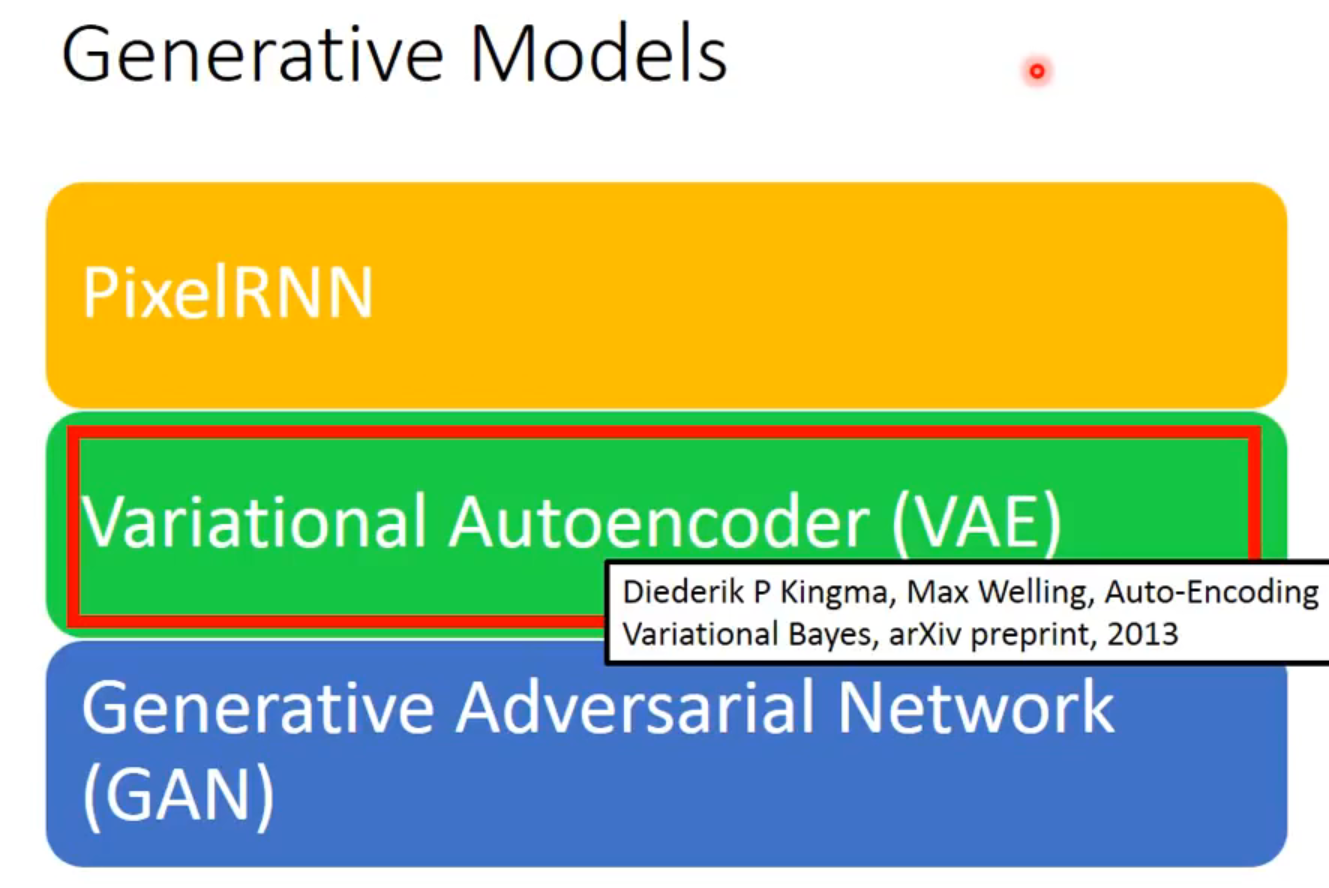 Generative Models
PixelRNN
Variational Autoencoder (VAE)
Diederik P Kingma, Max Welling, Auto-Encoding
Variational Bayes, arXiv preprint, 2013
Generative Adversarial Network
(GAN)